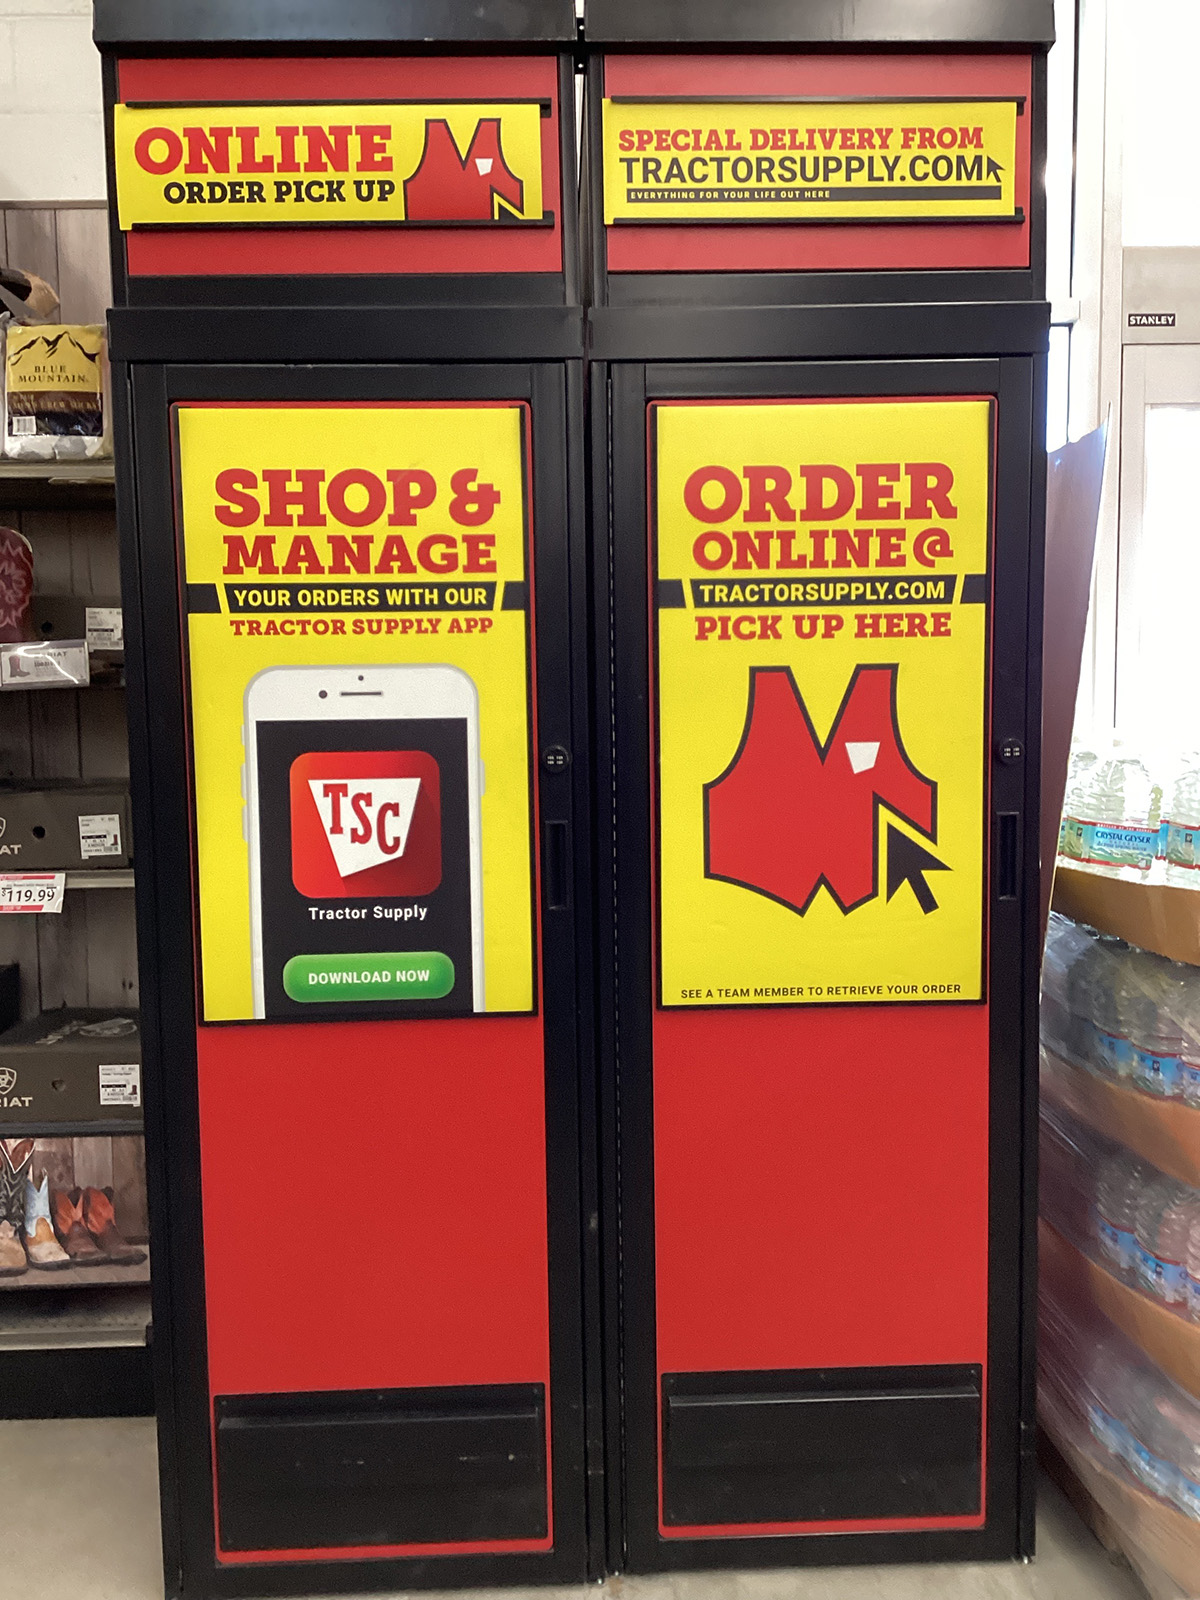 ONLINE
ORDER PICK UP
SPECIAL DELIVERY FROM
TRACTORSUPPLY.COM
EVERYTHING FOR YOUR LIFE OUT HERE
SHOP &
MANAGE
YOUR ORDERS WITH OUR
TRACTOR SUPPLY APP
TSC
Tractor Supply
DOWNLOAD NOW
ORDER
ONLINE @
TRACTORSUPPLY.COM
PICK UP HERE
SEE A TEAM MEMBER TO RETRIEVE YOUR ORDER
STANLEY
BLUE
MOUNTAIN
$119.99
CRYSTAL GEYSER